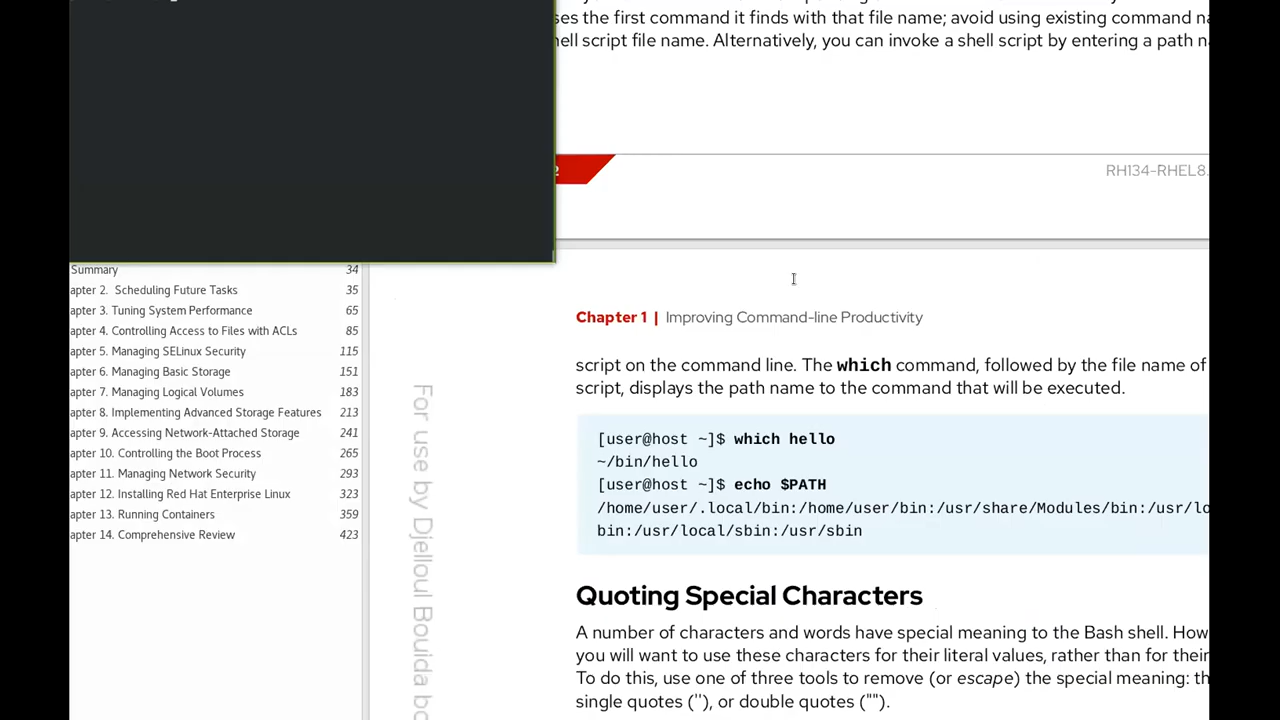 ses the first command it finds with that file name; avoid using existing command na
ell script file name. Alternatively, you can invoke a shell script by entering a path n
2
RH134-RHEL8.
Summary 34
apter 2. Scheduling Future Tasks 35
apter 3. Tuning System Performance 65
apter 4. Controlling Access to Files with ACLs 85
apter 5. Managing SELinux Security 115
apter 6. Managing Basic Storage 151
apter 7. Managing Logical Volumes 183
apter 8. Implementing Advanced Storage Features 213
apter 9. Accessing Network-Attached Storage 241
apter 10. Controlling the Boot Process 265
apter 11. Managing Network Security 293
apter 12. Installing Red Hat Enterprise Linux 323
apter 13. Running Containers 359
apter 14. Comprehensive Review 423
For use by Djelloul Bouida bo
Chapter 1 | Improving Command-line Productivity
script on the command line. The which command, followed by the file name of
script, displays the path name to the command that will be executed.
[user@host ~]$ which hello
~/bin/hello
[user@host ~]$ echo $PATH
/home/user/.local/bin:/home/user/bin:/usr/share/Modules/bin:/usr/lo
bin:/usr/local/sbin:/usr/sbin
Quoting Special Characters
A number of characters and words have special meaning to the Bash shell. How
you will want to use these characters for their literal values, rather than for their
To do this, use one of three tools to remove (or escape) the special meaning: th
single quotes (''), or double quotes ("").